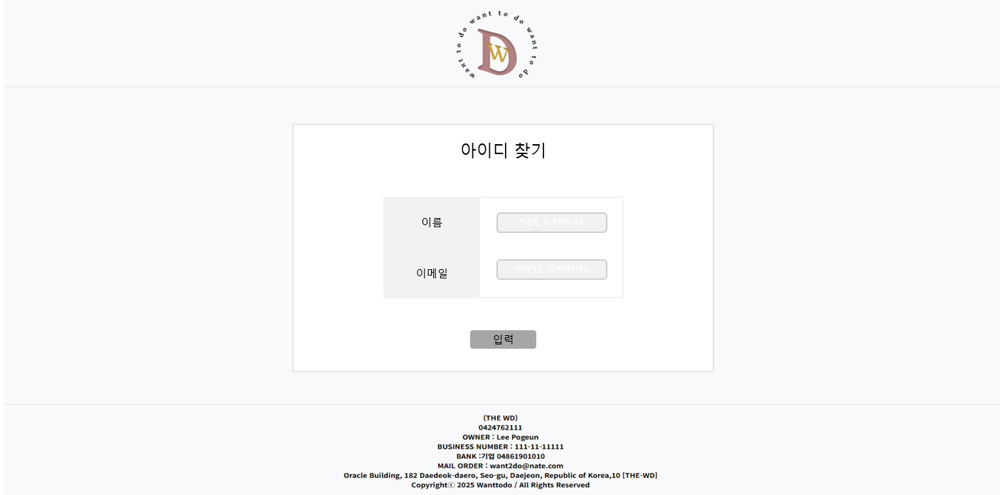 want to do want to do want to do
D
W
아이디 찾기
이름
이름을 입력해주세요
이메일
이메일을 입력해주세요
입력
(THE WD)
0424762111
OWNER : Lee Pogeun
BUSINESS NUMBER : 111-11-11111
BANK :기업 04861901010
MAIL ORDER : want2do@nate.com
Oracle Building, 182 Daedeok-daero, Seo-gu, Daejeon, Republic of Korea,10 [THE-WD]
Copyrightⓒ 2025 Wanttodo / All Rights Reserved